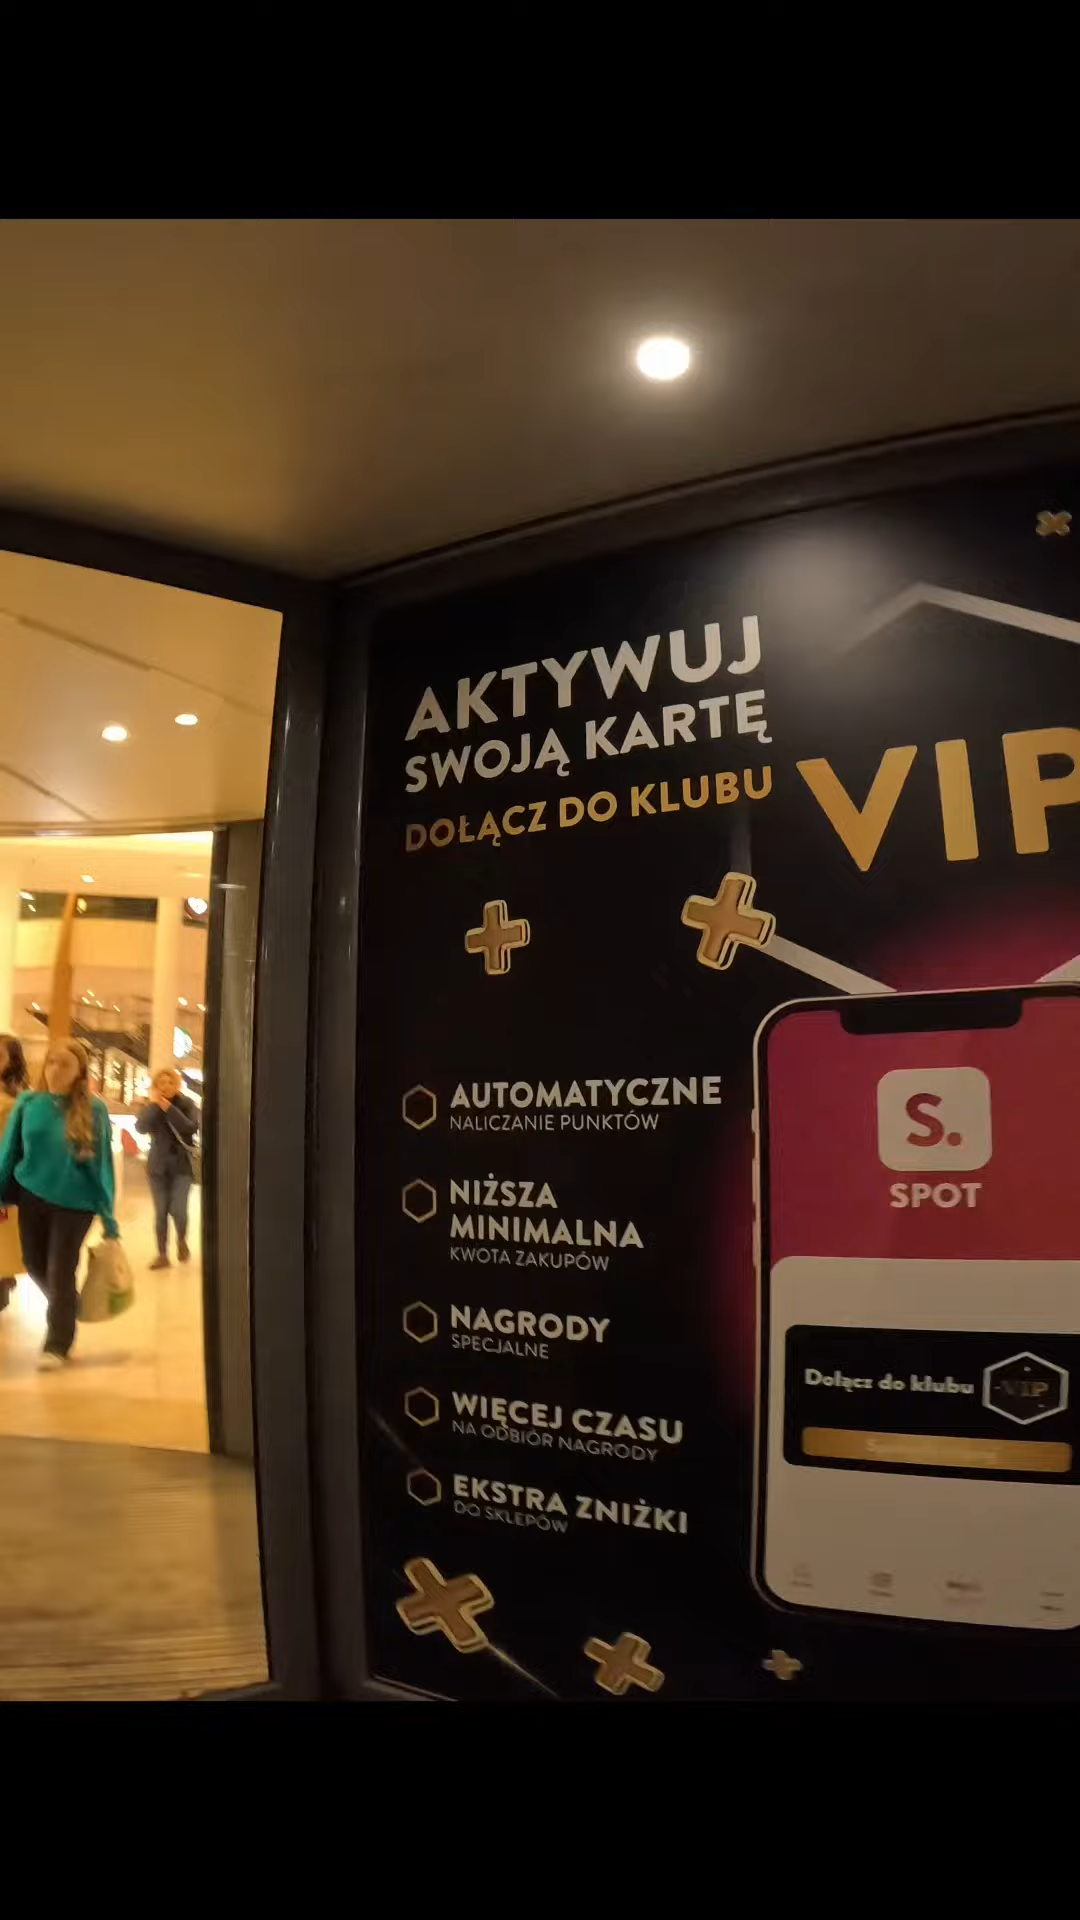 AKTYWUJ
SWOJĄ KARTĘ
DOŁĄCZ DO KLUBU
VIP
AUTOMATYCZNE
NALICZANIE PUNKTÓW
NIŻSZA
MINIMALNA
KWOTA ZAKUPÓW
NAGRODY
SPECJALNE
WIĘCEJ CZASU
NA ODBIÓR NAGRODY
EKSTRA ZNIŻKI
DO SKLEPÓW
S.
SPOT
Dołącz do klubu
VIP